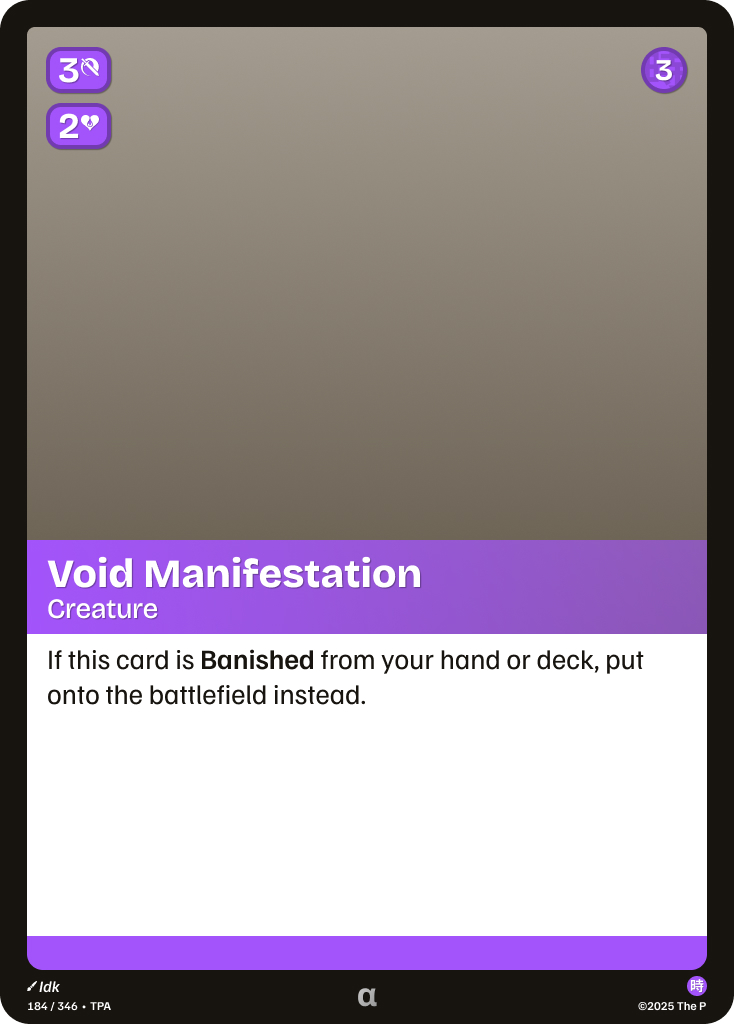 3
3
2
Void Manifestation
Creature
If this card is Banished from your hand or deck, put
onto the battlefield instead.
Idk
184 / 346 • TPA
α
時
©2025 The P